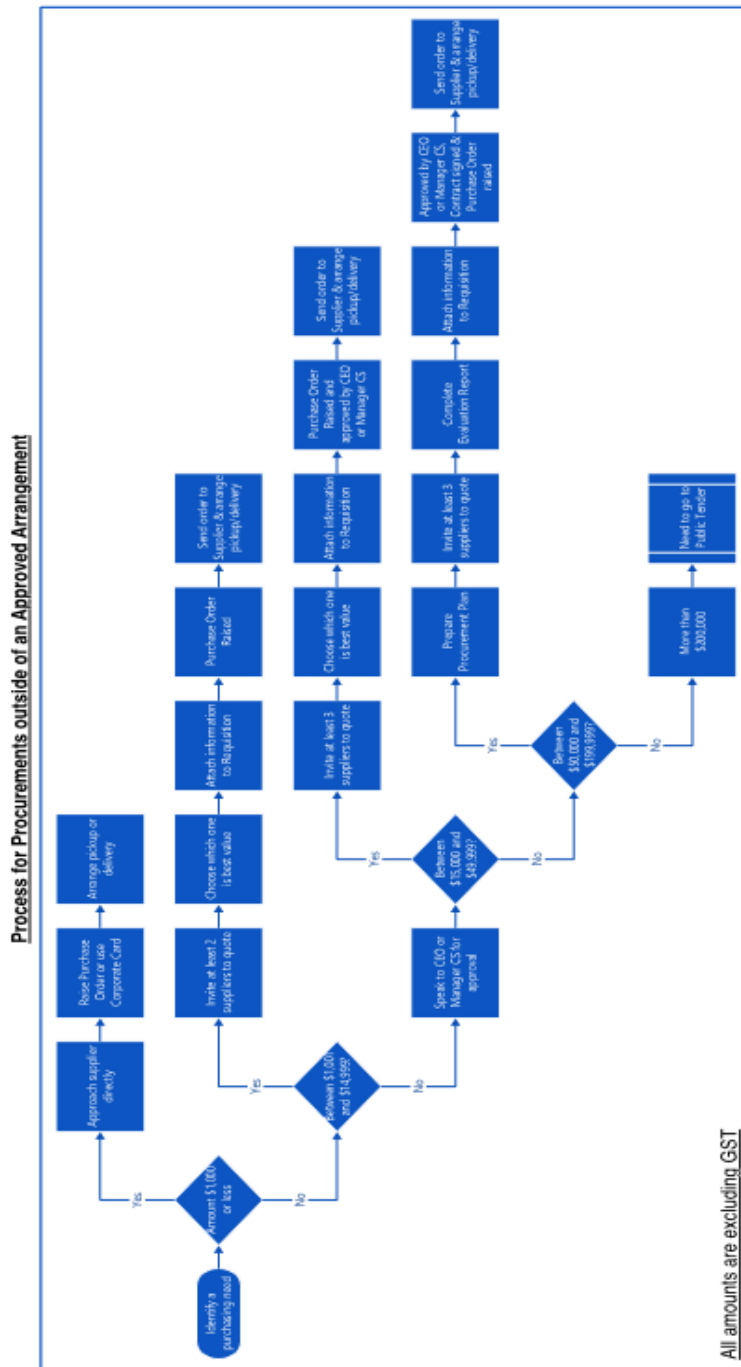 Process for Procurements outside of an Approved Arrangement
Identify a
purchasing need
Amount $1,000
or less
Yes
Approach supplier
directly
Raise Purchase
Order or use
Corporate Card
Arrange pickup or
delivery
No
Between $1,001
and $14,999?
Yes
Invite at least 2
suppliers to quote
Choose which one
is best value
Attach information
to Requisition
Purchase Order
Raised
Send order to
Supplier & arrange
pickup/delivery
No
Speak to CEO or
Manager CS for
approval
Between
$15,000 and
$49,999?
Yes
Invite at least 3
suppliers to quote
Choose which one
is best value
Attach information
to Requisition
Purchase Order
Raised and
approved by CEO
or Manager CS
Send order to
Supplier & arrange
pickup/delivery
No
Between
$50,000 and
$199,999?
Yes
Prepare
Procurement Plan
Invite at least 3
suppliers to quote
Complete
Evaluation Report
Attach information
to Requisition
Approved by CEO
or Manager CS,
Contract signed &
Purchase Order
raised
Send order to
Supplier & arrange
pickup/delivery
No
More than
$200,000
Need to go to
Public Tender
All amounts are excluding GST